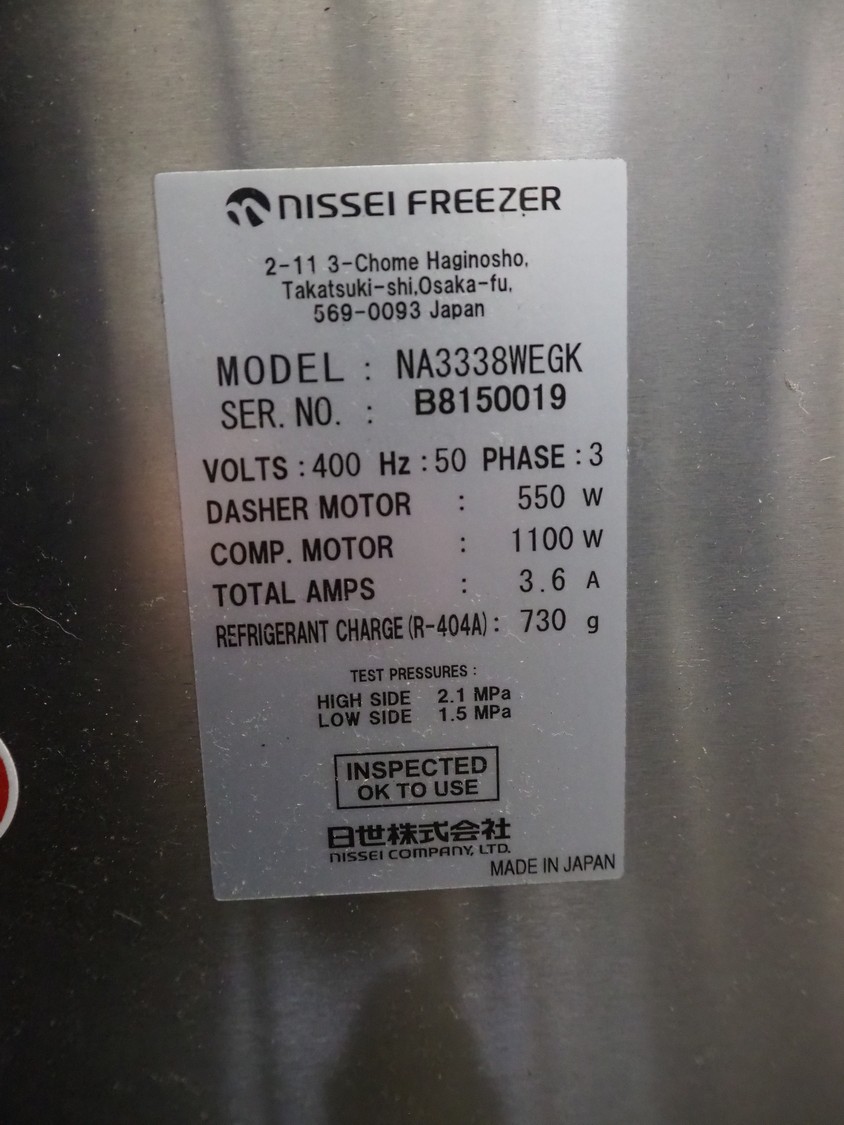 NISSEI FREEZER
2-11 3-Chome Haginosho,
Takatsuki-shi,Osaka-fu,
569-0093 Japan
MODEL : NA3338WEGK
SER. NO. : B8150019
VOLTS : 400 Hz : 50 PHASE : 3
DASHER MOTOR : 550 W
COMP. MOTOR : 1100 W
TOTAL AMPS : 3.6 A
REFRIGERANT CHARGE (R-404A) : 730 g
TEST PRESSURES :
HIGH SIDE 2.1 MPa
LOW SIDE 1.5 MPa
INSPECTED
OK TO USE
日世株式会社
NISSEI COMPANY, LTD.
MADE IN JAPAN